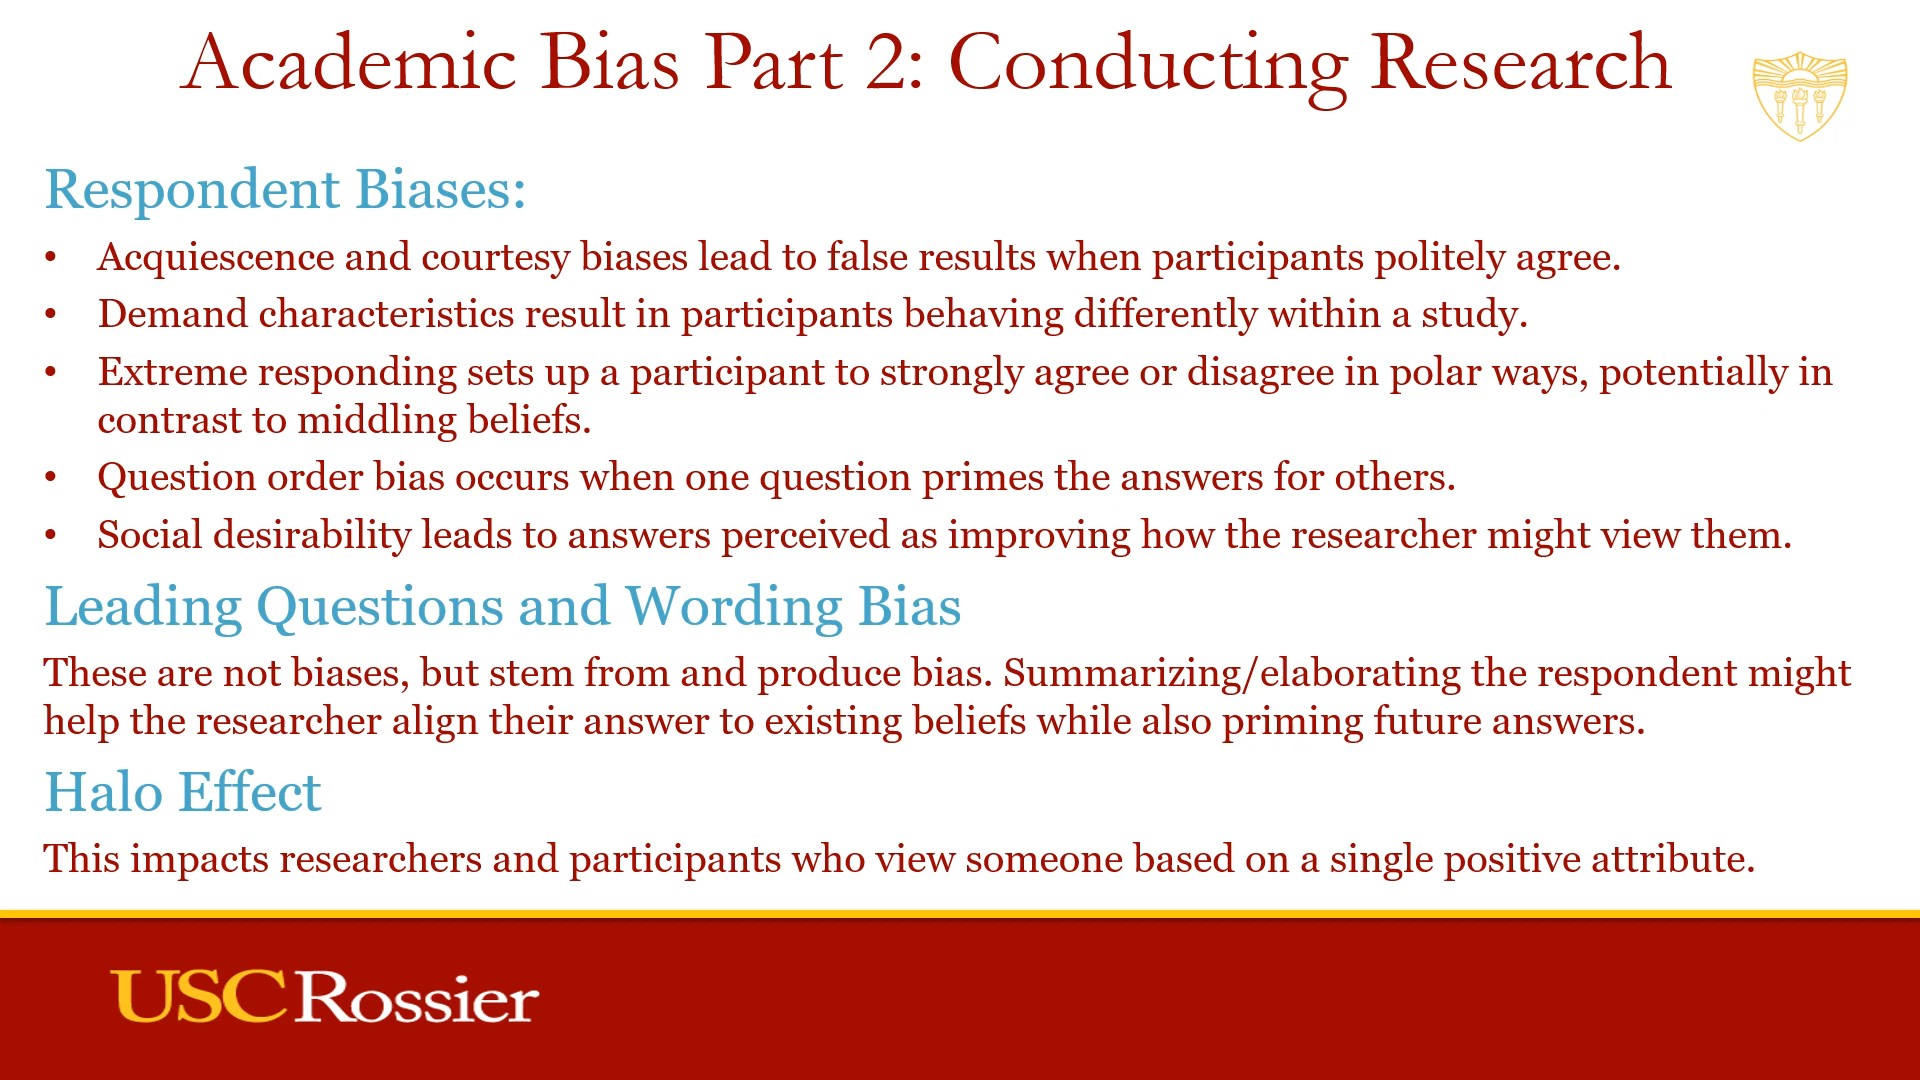 Academic Bias Part 2: Conducting Research
Respondent Biases:
• Acquiescence and courtesy biases lead to false results when participants politely agree.
• Demand characteristics result in participants behaving differently within a study.
• Extreme responding sets up a participant to strongly agree or disagree in polar ways, potentially in
contrast to middling beliefs.
• Question order bias occurs when one question primes the answers for others.
• Social desirability leads to answers perceived as improving how the researcher might view them.
Leading Questions and Wording Bias
These are not biases, but stem from and produce bias. Summarizing/elaborating the respondent might
help the researcher align their answer to existing beliefs while also priming future answers.
Halo Effect
This impacts researchers and participants who view someone based on a single positive attribute.
USC Rossier